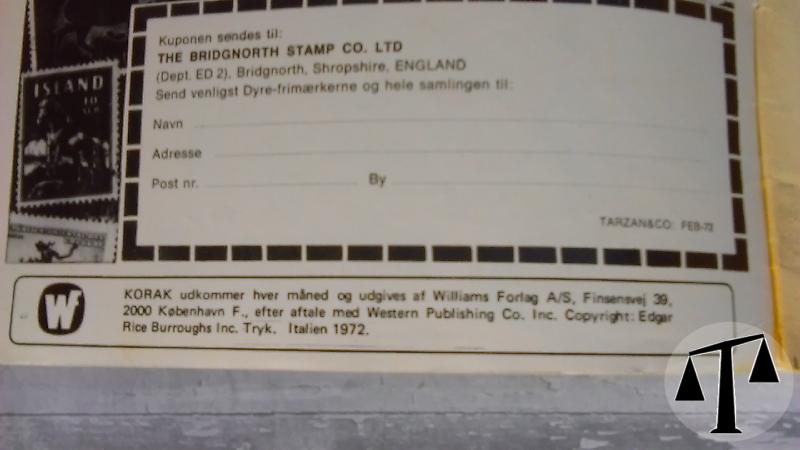 ISLAND
10
Kuponen sendes til:
THE BRIDGNORTH STAMP CO. LTD
(Dept. ED 2), Bridgnorth, Shropshire, ENGLAND
Send venligst Dyre-frimærkerne og hele samlingen til:
Navn
Adresse
Post nr. By
TARZAN&CO: FEB-72
W
KORAK udkommer hver måned og udgives af Williams Forlag A/S, Finsensvej 39,
2000 København F., efter aftale med Western Publishing Co. Inc. Copyright: Edgar
Rice Burroughs Inc. Tryk. Italien 1972.